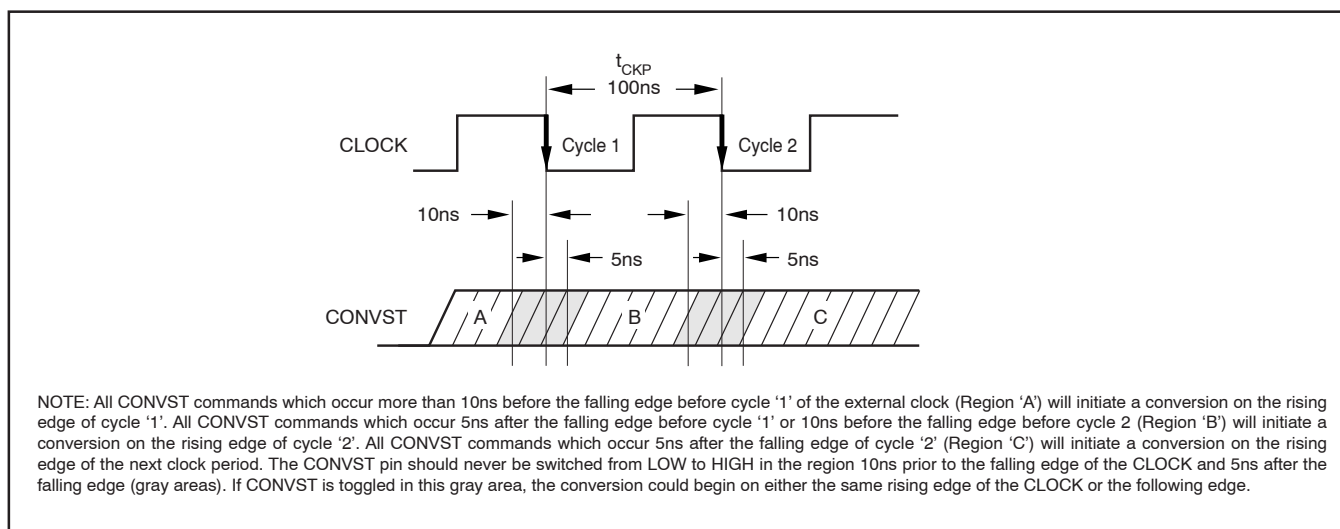 tCKP
100ns
CLOCK
Cycle 1
Cycle 2
10ns
10ns
5ns
5ns
CONVST
A
B
C
NOTE: All CONVST commands which occur more than 10ns before the falling edge before cycle ‘1’ of the external clock (Region ‘A’) will initiate a conversion on the rising
edge of cycle ‘1’. All CONVST commands which occur 5ns after the falling edge before cycle ‘1’ or 10ns before the falling edge before cycle 2 (Region ‘B’) will initiate a
conversion on the rising edge of cycle ‘2’. All CONVST commands which occur 5ns after the falling edge of cycle ‘2’ (Region ‘C’) will initiate a conversion on the rising
edge of the next clock period. The CONVST pin should never be switched from LOW to HIGH in the region 10ns prior to the falling edge of the CLOCK and 5ns after the
falling edge (gray areas). If CONVST is toggled in this gray area, the conversion could begin on either the same rising edge of the CLOCK or the following edge.